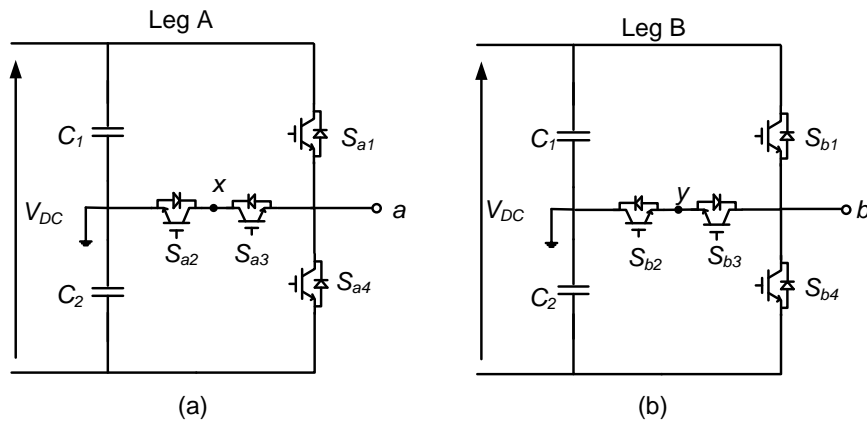 Leg A
C1
Sa1
x
VDC
a
Sa2
Sa3
Sa4
C2
(a)
Leg B
C1
Sb1
y
VDC
b
Sb2
Sb3
Sb4
C2
(b)